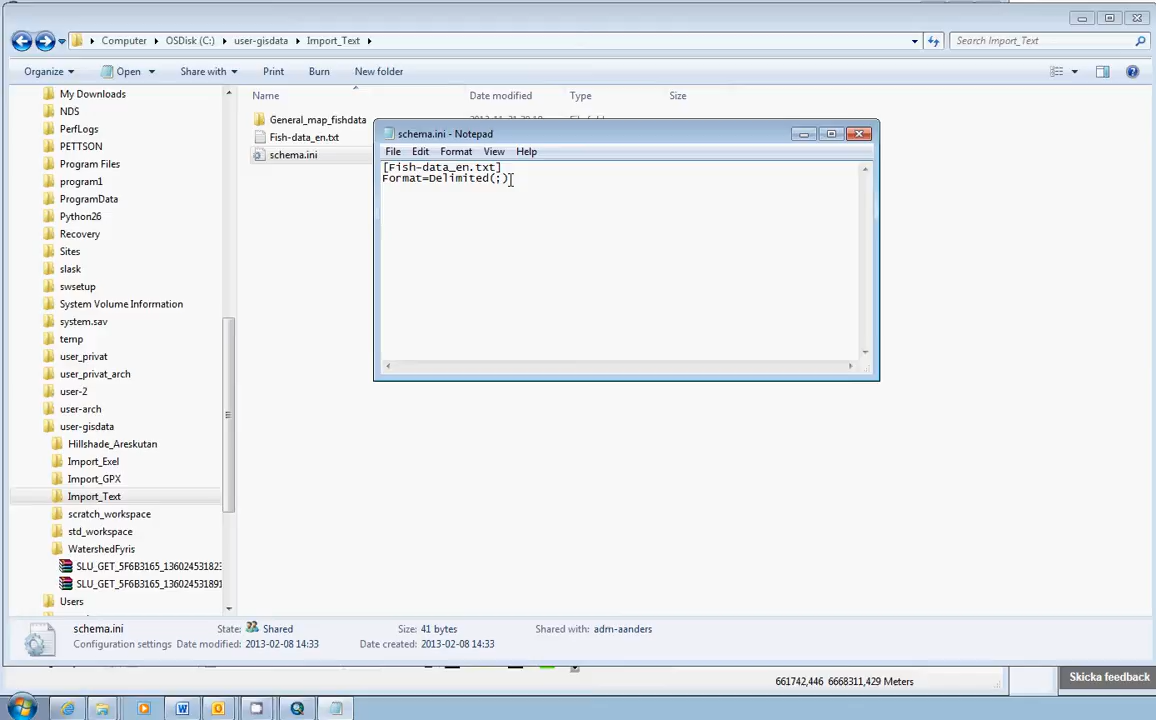 Computer ▸ OSDisk (C:) ▸ user-gisdata ▸ Import_Text ▸
Search Import_Text
Organize Open Share with Print Burn New folder
Name Date modified Type Size
General_map_fishdata
Fish-data_en.txt
schema.ini
My Downloads
NDS
PerfLogs
PETTSON
Program Files
program1
ProgramData
Python26
Recovery
Sites
slask
swsetup
System Volume Information
system.sav
temp
user_privat
user_privat_arch
user-2
user-arch
user-gisdata
Hillshade_Areskutan
Import_Exel
Import_GPX
Import_Text
scratch_workspace
std_workspace
WatershedFyris
SLU_GET_5F6B3165_136024531823
SLU_GET_5F6B3165_136024531891
Users
schema.ini - Notepad
File Edit Format View Help
[Fish-data_en.txt]
Format=Delimited(;)
schema.ini State: Shared Size: 41 bytes Shared with: adm-aanders
Configuration settings Date modified: 2013-02-08 14:33 Date created: 2013-02-08 14:33
661742,446 6668311,429 Meters
Skicka feedback